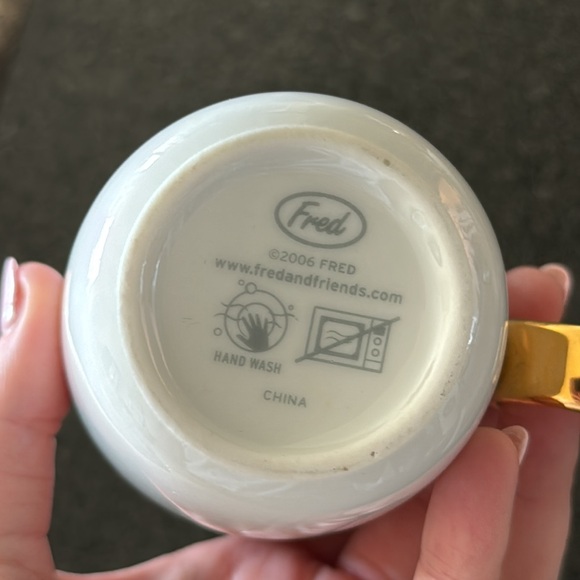 Fred
©2006 FRED
www.fredandfriends.com
HAND WASH
CHINA